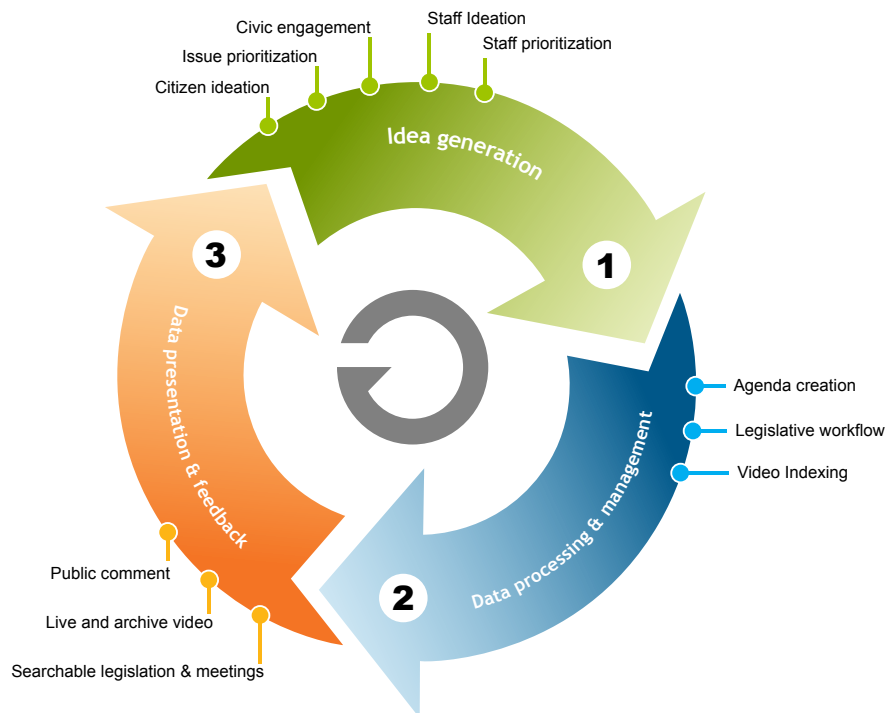 Staff Ideation
Civic engagement
Staff prioritization
Issue prioritization
Citizen ideation
Idea generation
1
3
Data presentation & feedback
Agenda creation
Legislative workflow
Video Indexing
Data processing & management
2
Public comment
Live and archive video
Searchable legislation & meetings